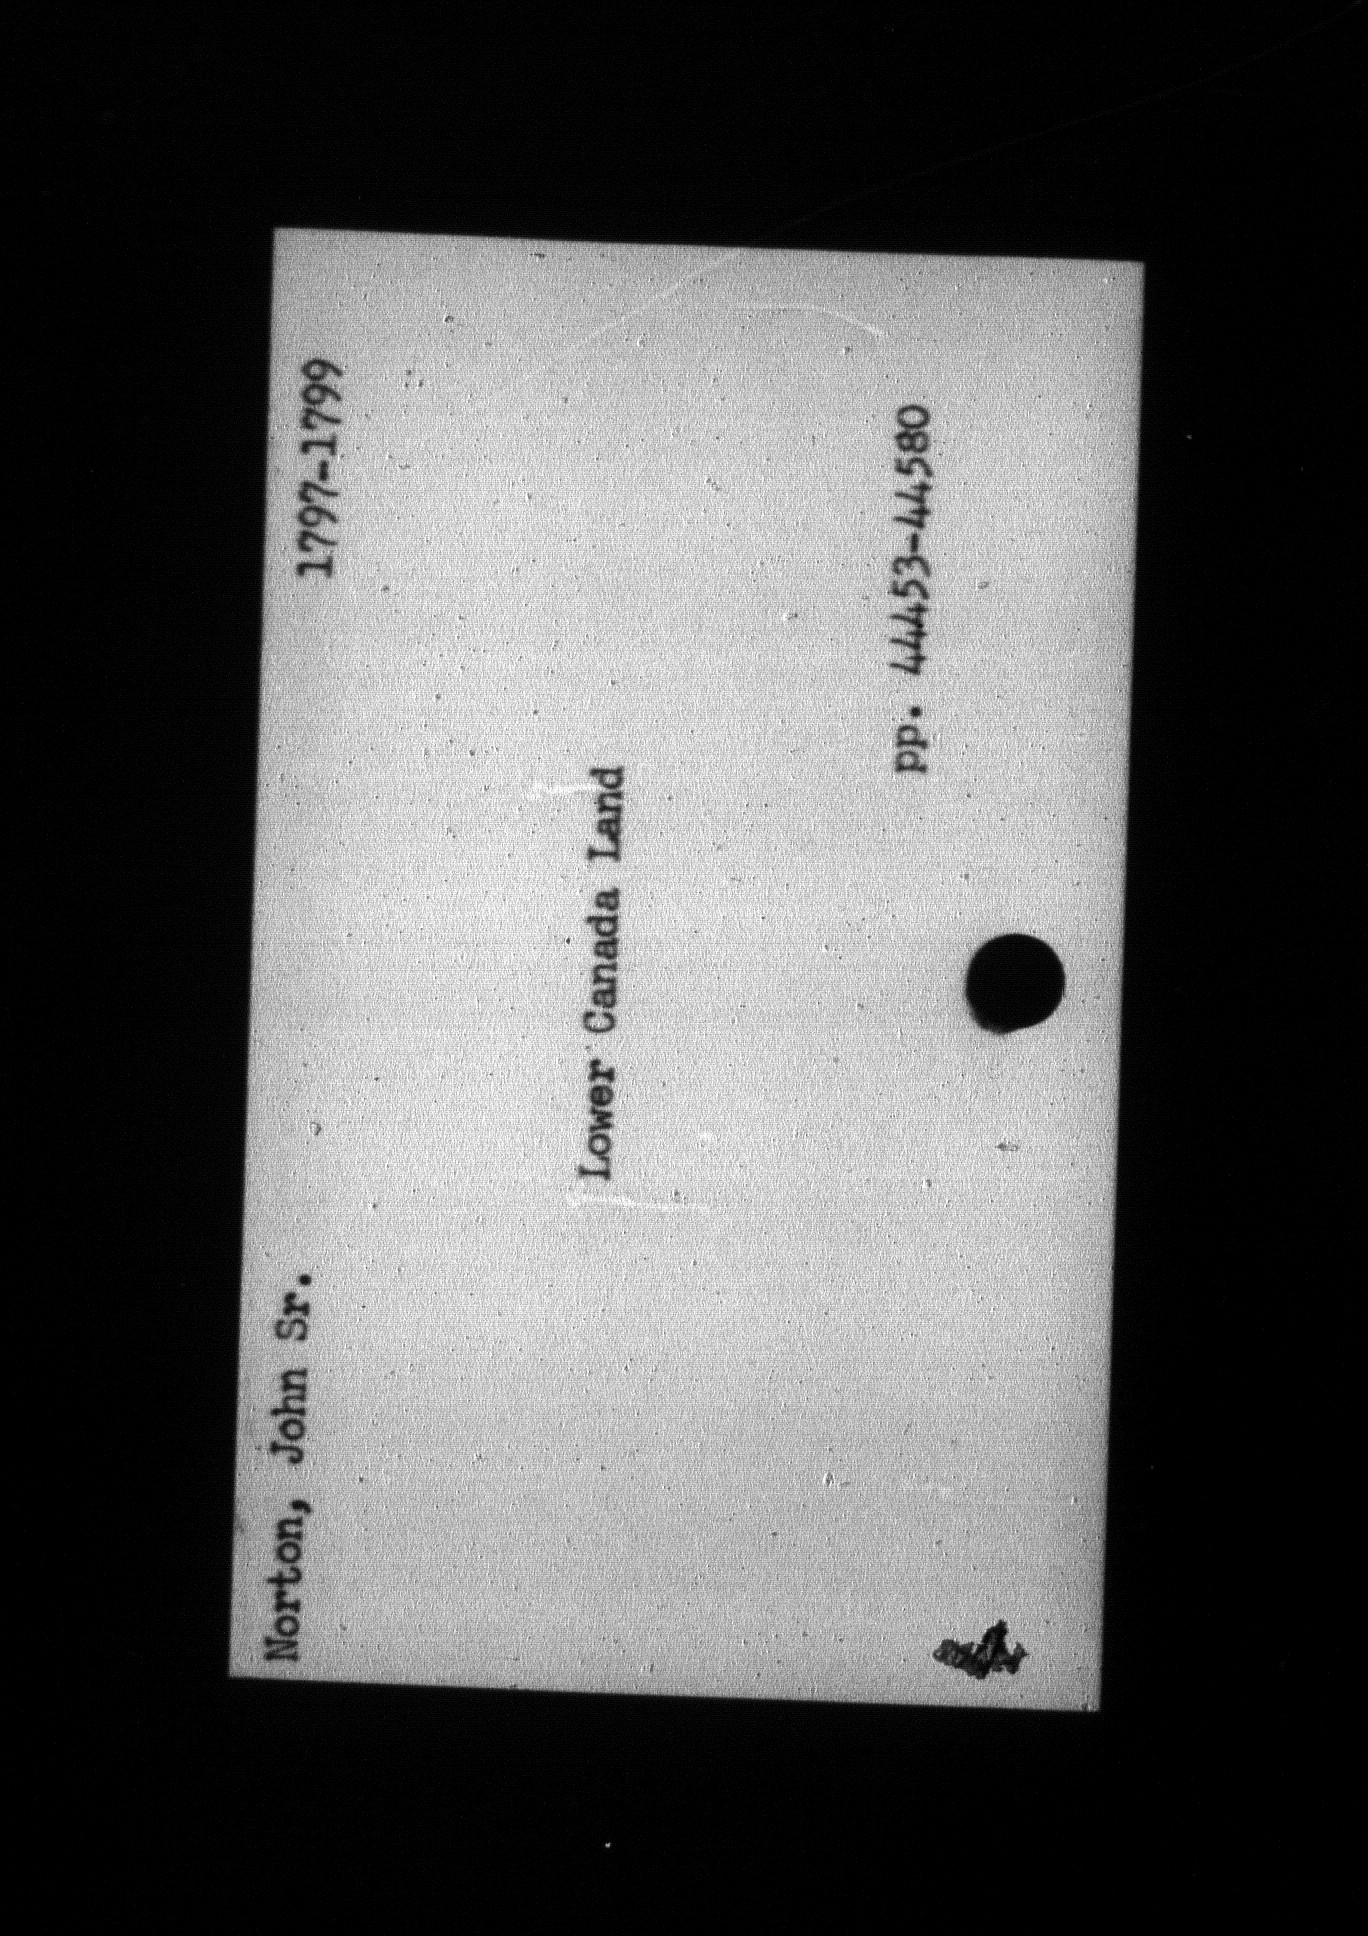 Norton, John Sr. 1797-1799
Lower Canada Land
pp. 44453-44580